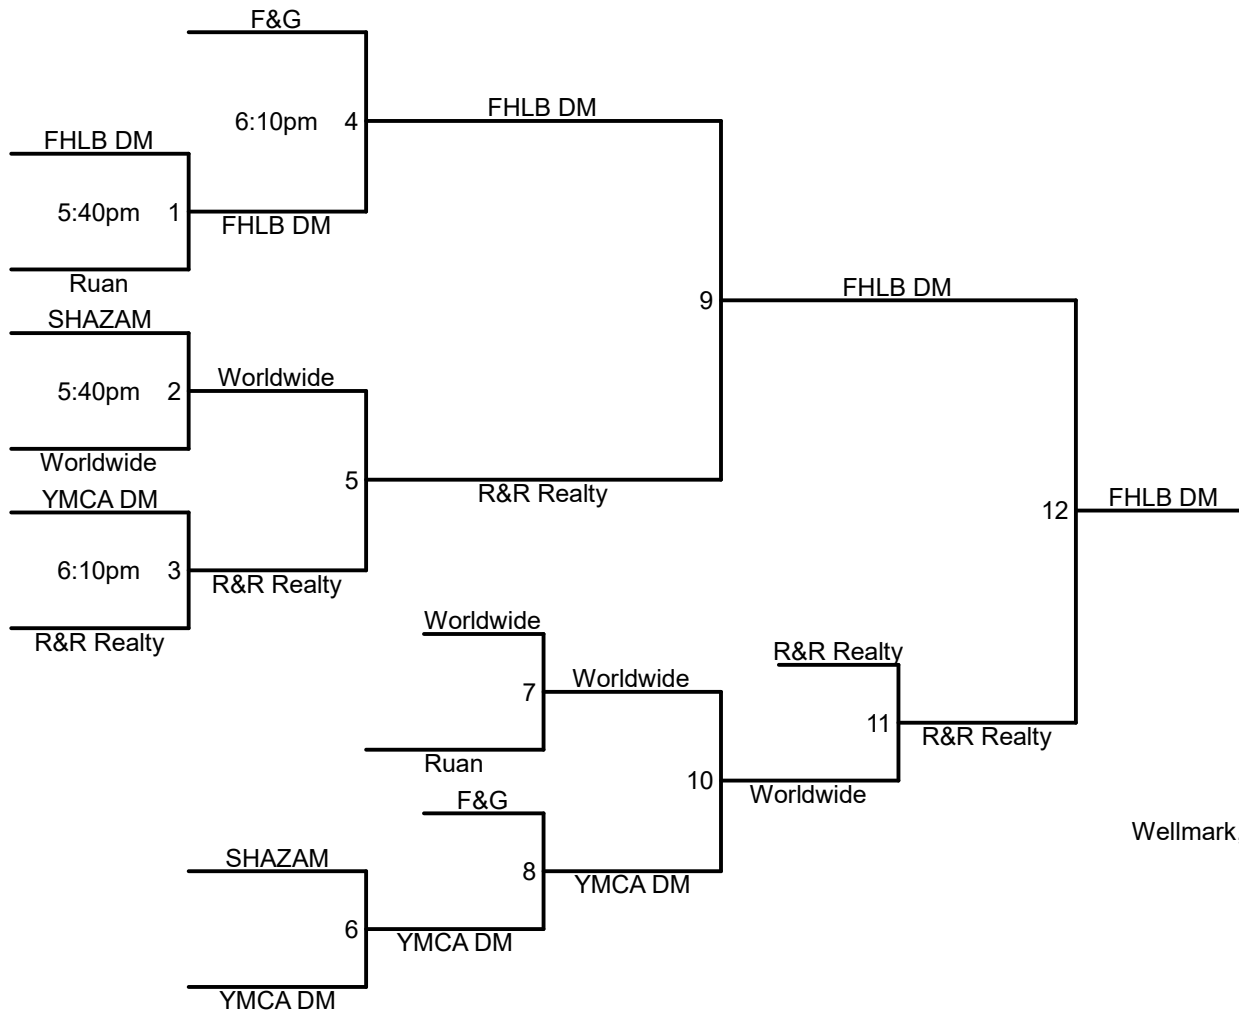 F&G
6:10pm 4
FHLB DM
FHLB DM
5:40pm 1
FHLB DM
Ruan
SHAZAM
5:40pm 2
Worldwide
Worldwide
YMCA DM
6:10pm 3
R&R Realty
R&R Realty
5
R&R Realty
9
FHLB DM
12
FHLB DM
Worldwide
7
Worldwide
Ruan
R&R Realty
11
R&R Realty
10
Worldwide
F&G
8
YMCA DM
SHAZAM
6
YMCA DM
YMCA DM
Wellmark